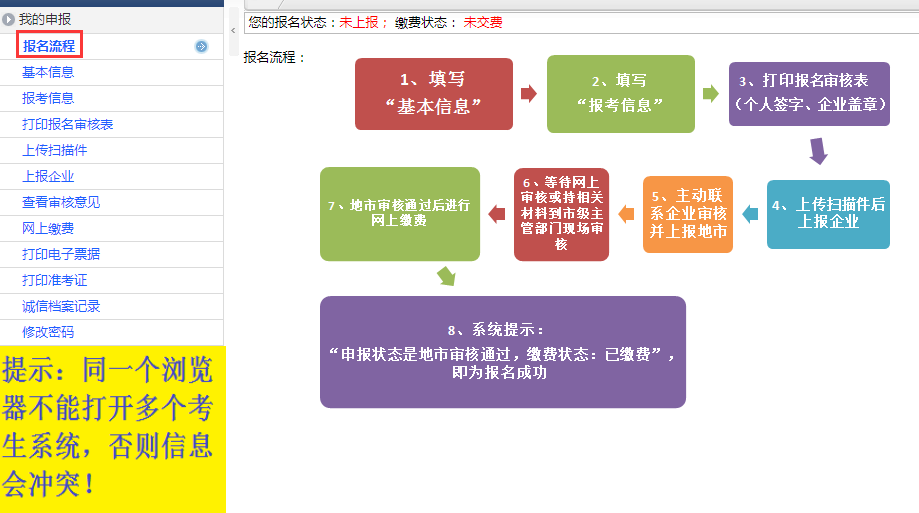 我的申报
报名流程
基本信息
报考信息
打印报名审核表
上传扫描件
上报企业
查看审核意见
网上缴费
打印电子票据
打印准考证
诚信档案记录
修改密码
提示：同一个浏览
器不能打开多个考
生系统，否则信息
会冲突！
您的报名状态：未上报； 缴费状态： 未交费
报名流程：
1、填写
“基本信息”
2、填写
“报考信息”
3、打印报名审核表
（个人签字、企业盖章）
4、上传扫描件后
上报企业
5、主动联
系企业审核
并上报地市
6、等待网上
审核或持相关
材料到市级主
管部门现场审
核
7、地市审核通过后进行
网上缴费
8、系统提示：
“申报状态是地市审核通过，缴费状态：已缴费”，
即为报名成功